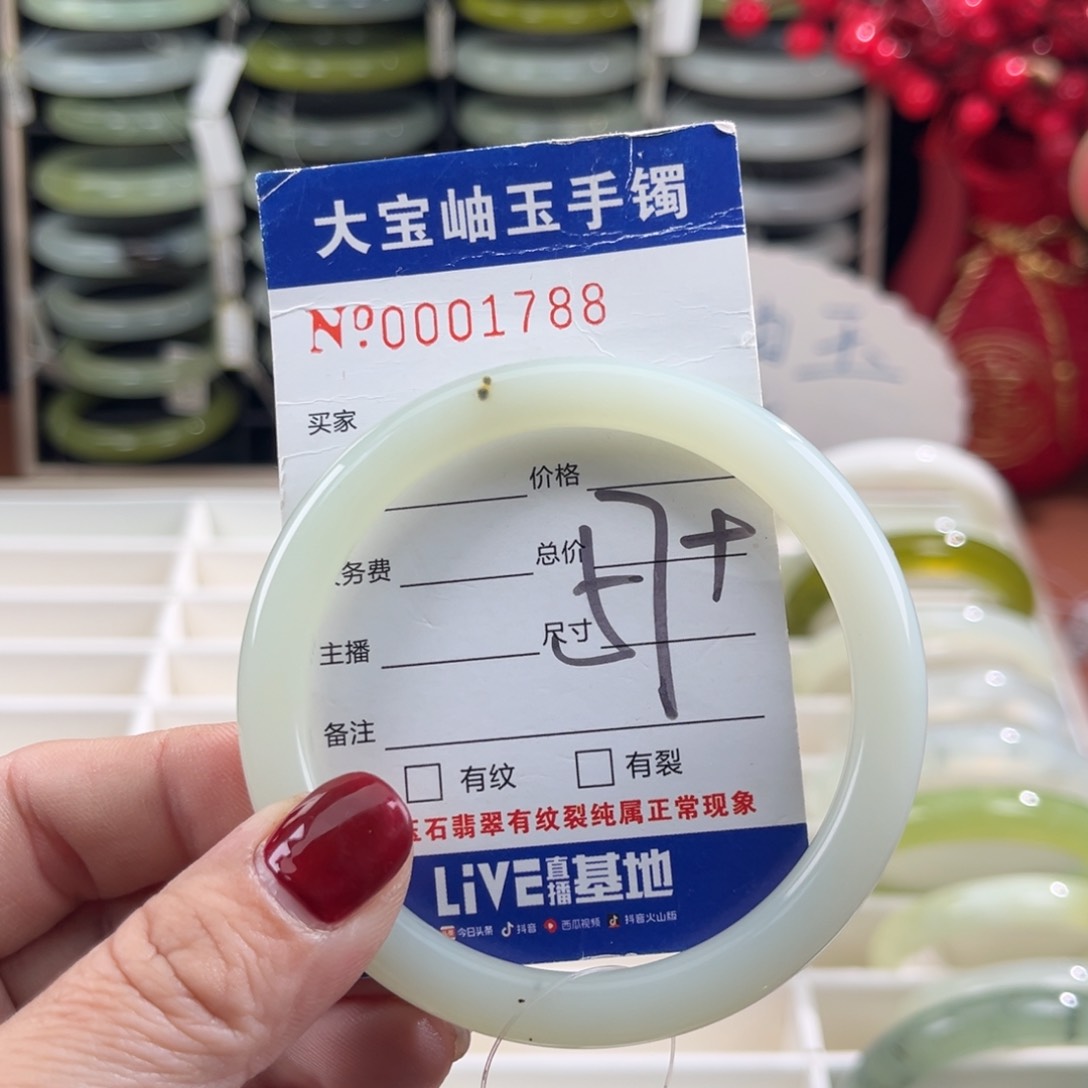 大宝岫玉手镯
№0001788
买家
价格
务费
总价
57+
主播
尺寸
备注
□ 有纹 □ 有裂
玉石翡翠有纹裂纯属正常现象
LiVE直播基地
今日头条 抖音 西瓜视频 抖音火山版
岫玉